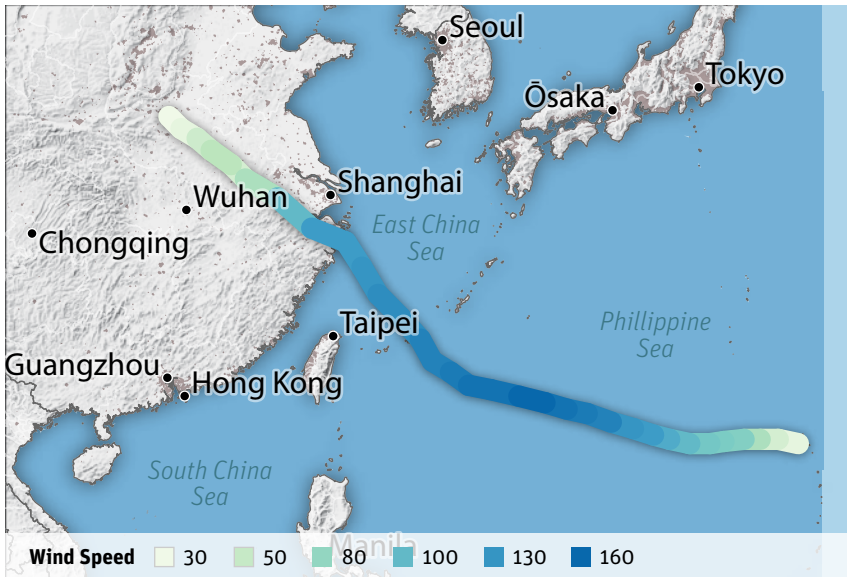 Seoul
Tokyo
Ōsaka
Shanghai
Wuhan
East China
Sea
Chongqing
Taipei
Phillippine
Sea
Guangzhou
Hong Kong
South China
Sea
Manila
Wind Speed 30 50 80 100 130 160